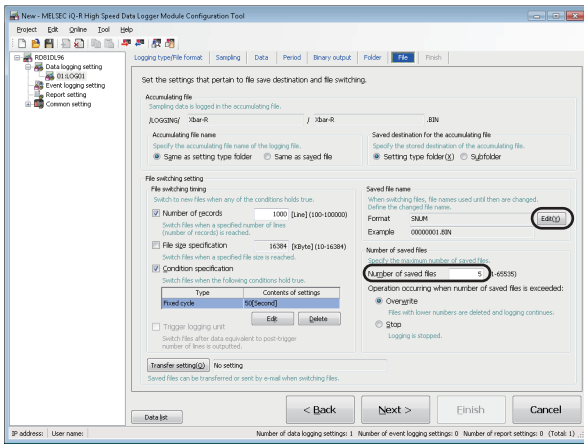 New - MELSEC iQ-R High Speed Data Logger Module Configuration Tool
Project Edit Online Tool Help
RD81DL96
Data logging setting
01:LOG01
Event logging setting
Report setting
Common setting
Logging type/File format Sampling Data Period Binary output Folder File Finish
Set the settings that pertain to file save destination and file switching.
Accumulating file
Sampling data is logged in the accumulating file.
/LOGGING/ Xbar-R / Xbar-R .BIN
Accumulating file name
Specify the accumulating file name of the logging file.
Same as setting type folder Same as saved file
Saved destination for the accumulating file
Specify the stored destination of the accumulating file.
Setting type folder(X) Subfolder
File switching setting
File switching timing
Switch to new files when any of the conditions holds true.
Number of records 1000 [Line] (100-100000)
Switch files when a specified number of lines
(number of records) is reached.
File size specification 16384 [KByte] (10-16384)
Switch files when a specified file size is reached.
Condition specification
Switch files when the following conditions hold true.
Type Contents of settings
Fixed cycle 50[Second]
Edit Delete
Trigger logging unit
Switch files after data equivalent to post-trigger
number of lines is outputted.
Saved file name
When switching files, file names used until then are changed.
Define the changed file name.
Format SNUM Edit(Y)
Example 00000001.BIN
Number of saved files
Specify the maximum number of saved files.
Number of saved files 5 (1-65535)
Operation occurring when number of saved files is exceeded:
Overwrite
Files with lower numbers are deleted and logging continues.
Stop
Logging is stopped.
Transfer setting(Q) No setting
Saved files can be transferred or sent by e-mail when switching files.
Data list < Back Next > Finish Cancel
IP address: User name: Number of data logging settings: 1 Number of event logging settings: 0 Number of report settings: 0 (Total: 1)